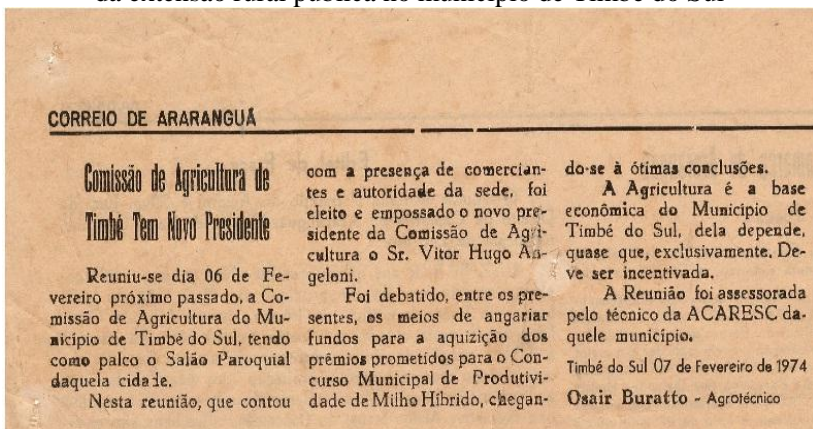 da extensão rural pública no município de Timbé do Sul
CORREIO DE ARARANGUÁ
Comissão de Agricultura de
Timbé Tem Novo Presidente
Reuniu-se dia 06 de Fe-
vereiro próximo passado, a Co-
missão de Agricultura do Mu-
nicipio de Timbé do Sul, tendo
como palco o Salão Paroquial
daquela cidade.
Nesta reunião, que contou
com a presença de comercian-
tes e autoridade da sede, foi
eleito e empossado o novo pre-
sidente da Comissão de Agri-
cultura o Sr. Vitor Hugo An-
geloni.
Foi debatido, entre os pre-
sentes, os meios de angariar
fundos para a aquizição dos
prêmios prometidos para o Con-
curso Municipal de Produtivi-
dade de Milho Híbrido, chegan-
do-se à ótimas conclusões.
A Agricultura é a base
econômica do Município de
Timbé do Sul, dela depende,
quase que, exclusivamente. De-
ve ser incentivada.
A Reunião foi assessorada
pelo técnico da ACARESC da-
quele município.
Timbé do Sul 07 de Fevereiro de 1974
Osair Buratto - Agrotécnico